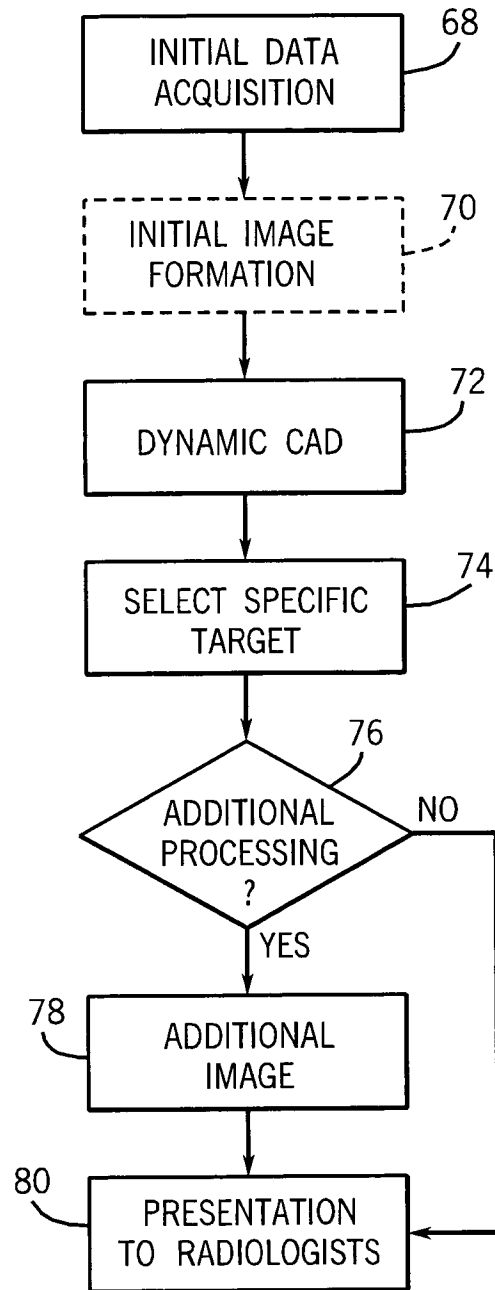 68
INITIAL DATA
ACQUISITION
70
INITIAL IMAGE
FORMATION
72
DYNAMIC CAD
74
SELECT SPECIFIC
TARGET
76
ADDITIONAL
PROCESSING
?
NO
YES
78
ADDITIONAL
IMAGE
80
PRESENTATION
TO RADIOLOGISTS